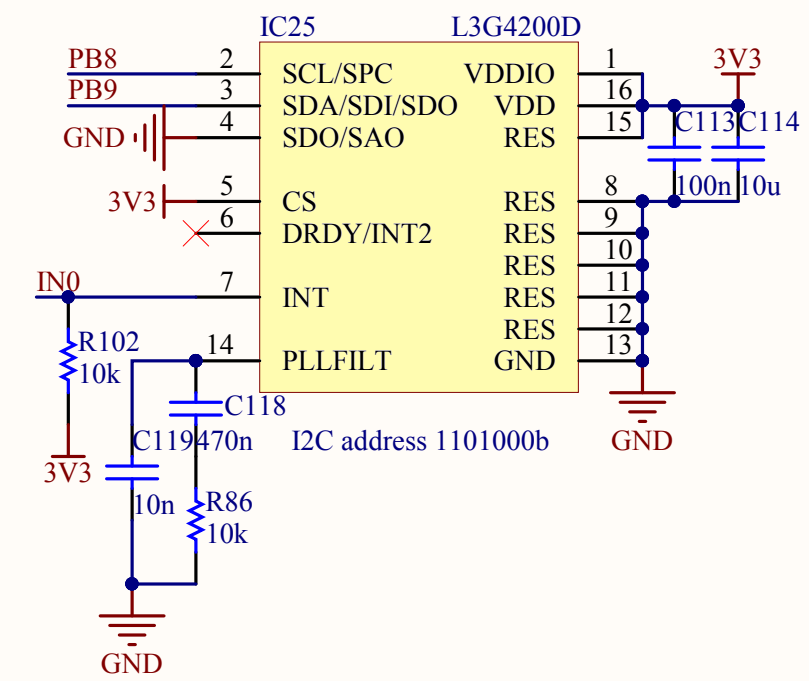 IC25 L3G4200D
PB8 2 SCL/SPC VDDIO 1 3V3
PB9 3 SDA/SDI/SDO VDD 16
GND 4 SDO/SAO RES 15 C113 C114
3V3 5 CS RES 8 100n 10u
6 DRDY/INT2 RES 9
RES 10
IN0 7 INT RES 11
RES 12
R102 14 PLLFILT GND 13
10k
C118
C119 470n I2C address 1101000b GND
3V3
10n R86
10k
GND